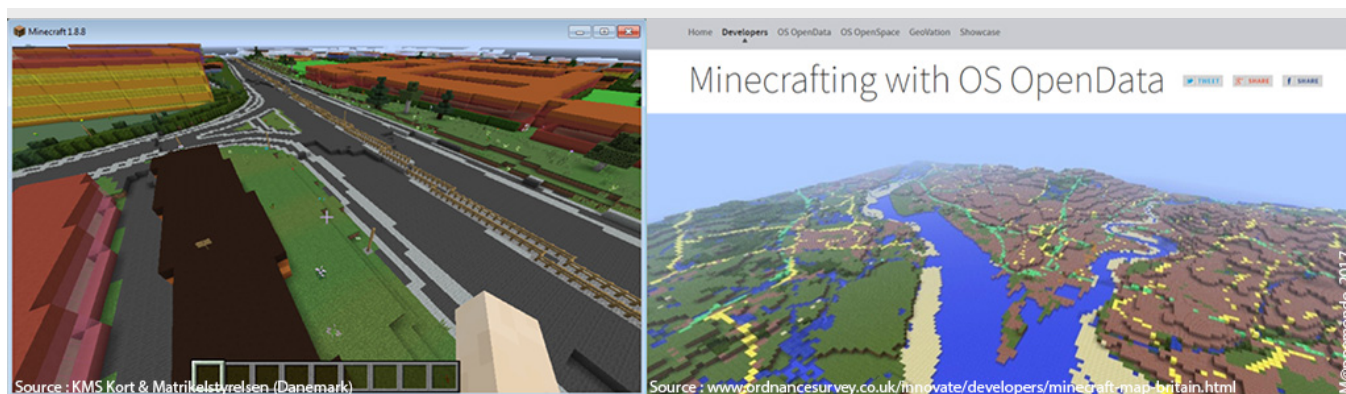 Minecraft 1.8.8
Source : KMS Kort & Matrikelstyrelsen (Danemark)
Home Developers OS OpenData OS OpenSpace GeoVation Showcase
Minecrafting with OS OpenData
TWEET SHARE SHARE
Source : www.ordnancesurvey.co.uk/innovate/developers/minecraft-map-britain.html
2017